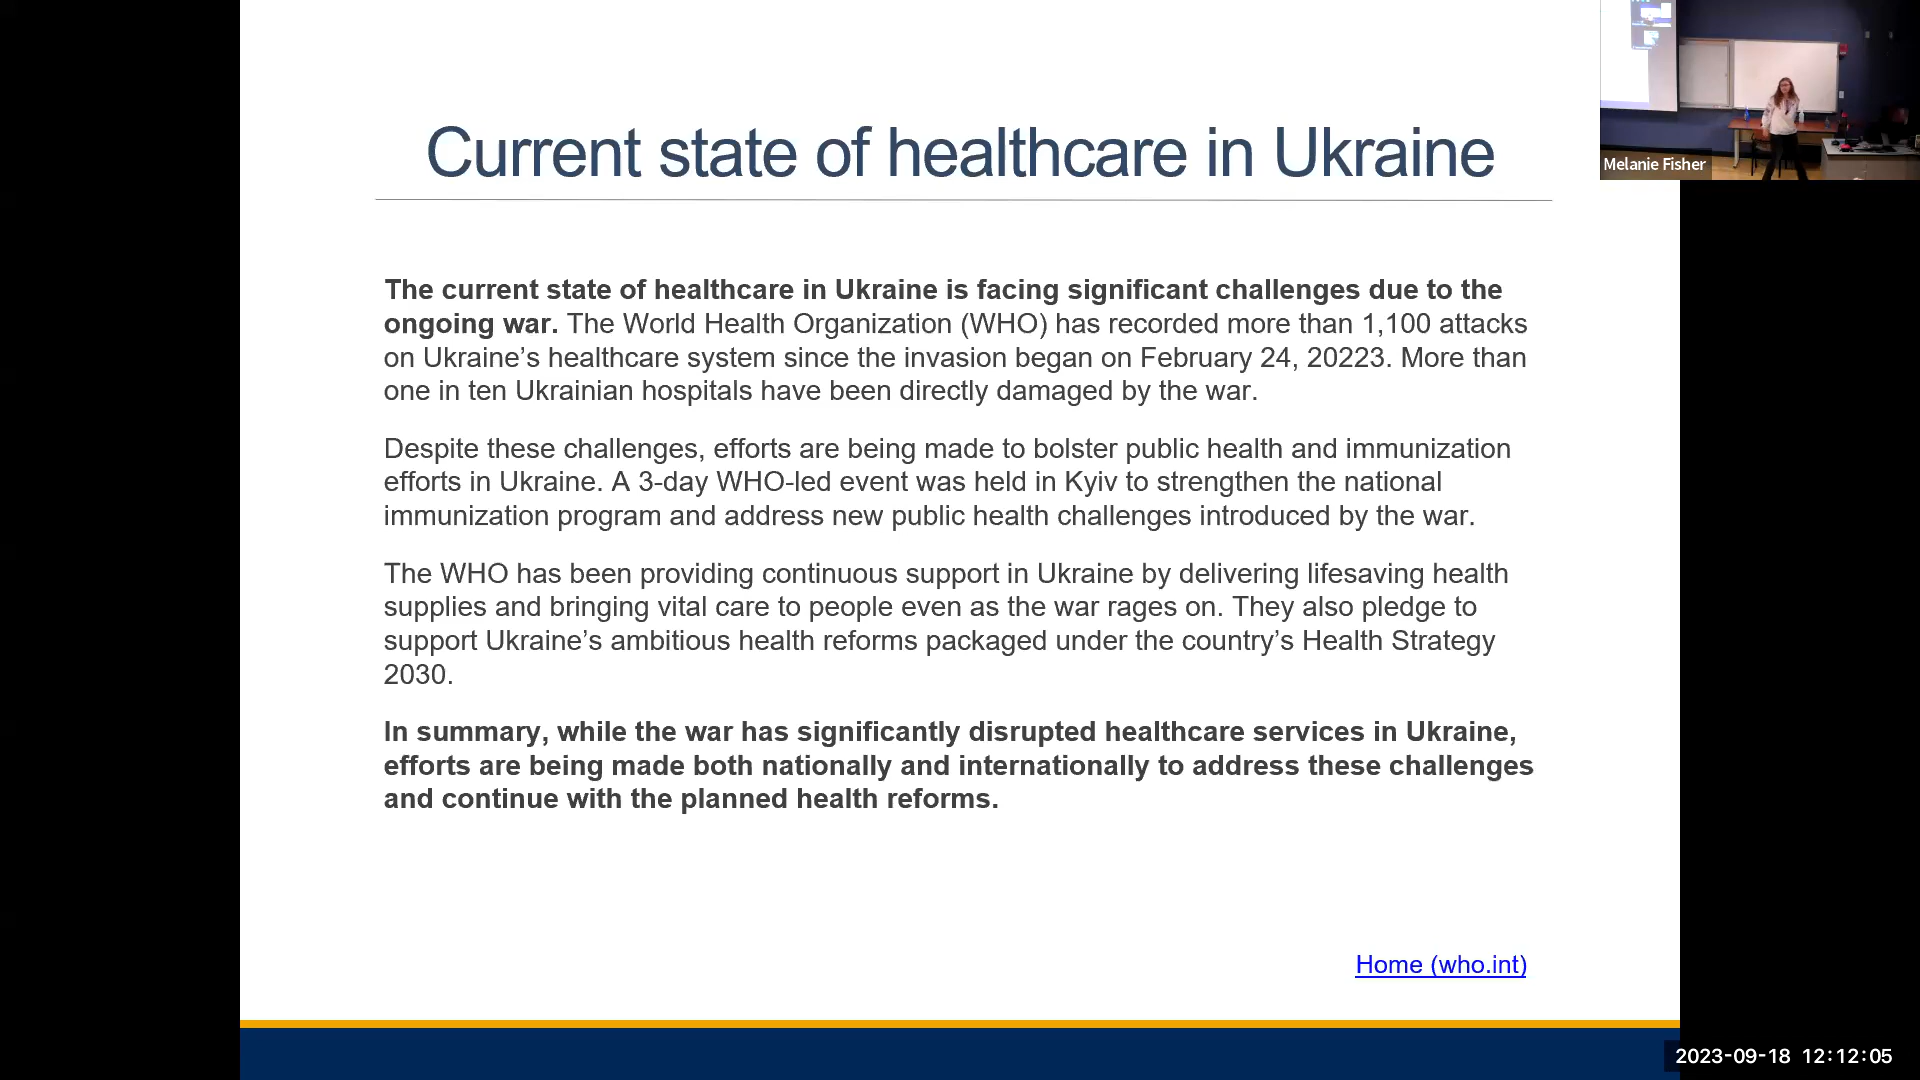 Current state of healthcare in Ukraine
Melanie Fisher
The current state of healthcare in Ukraine is facing significant challenges due to the
ongoing war. The World Health Organization (WHO) has recorded more than 1,100 attacks
on Ukraine’s healthcare system since the invasion began on February 24, 20223. More than
one in ten Ukrainian hospitals have been directly damaged by the war.
Despite these challenges, efforts are being made to bolster public health and immunization
efforts in Ukraine. A 3-day WHO-led event was held in Kyiv to strengthen the national
immunization program and address new public health challenges introduced by the war.
The WHO has been providing continuous support in Ukraine by delivering lifesaving health
supplies and bringing vital care to people even as the war rages on. They also pledge to
support Ukraine’s ambitious health reforms packaged under the country’s Health Strategy
2030.
In summary, while the war has significantly disrupted healthcare services in Ukraine,
efforts are being made both nationally and internationally to address these challenges
and continue with the planned health reforms.
Home (who.int)
2023-09-18 12:12:05